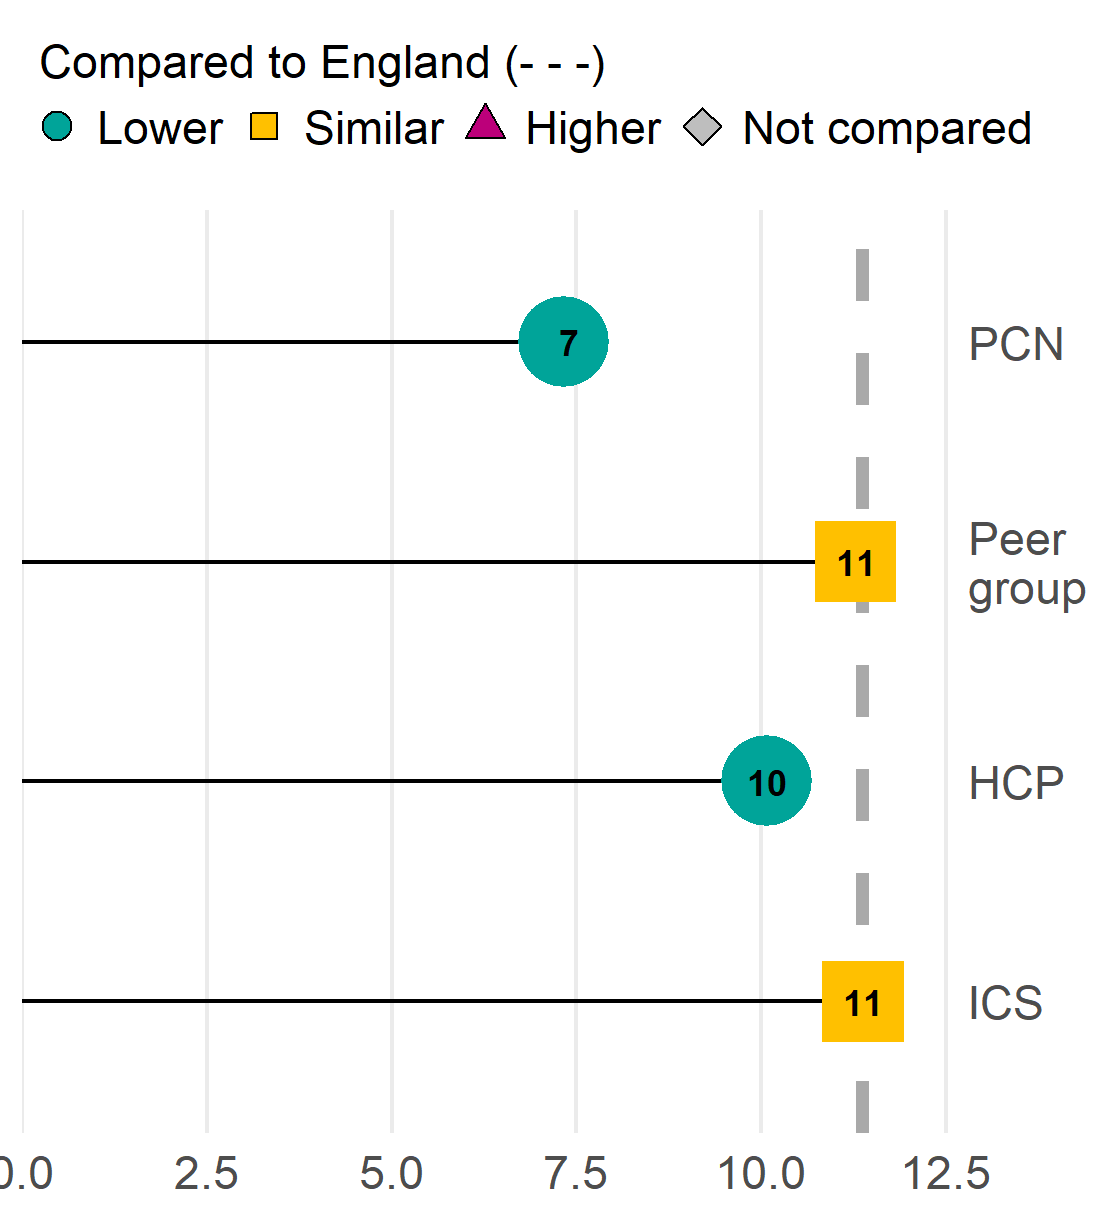 Compared to England (- - -)
Lower Similar Higher Not compared
7 PCN
11 Peer
group
10 HCP
11 ICS
0.0 2.5 5.0 7.5 10.0 12.5